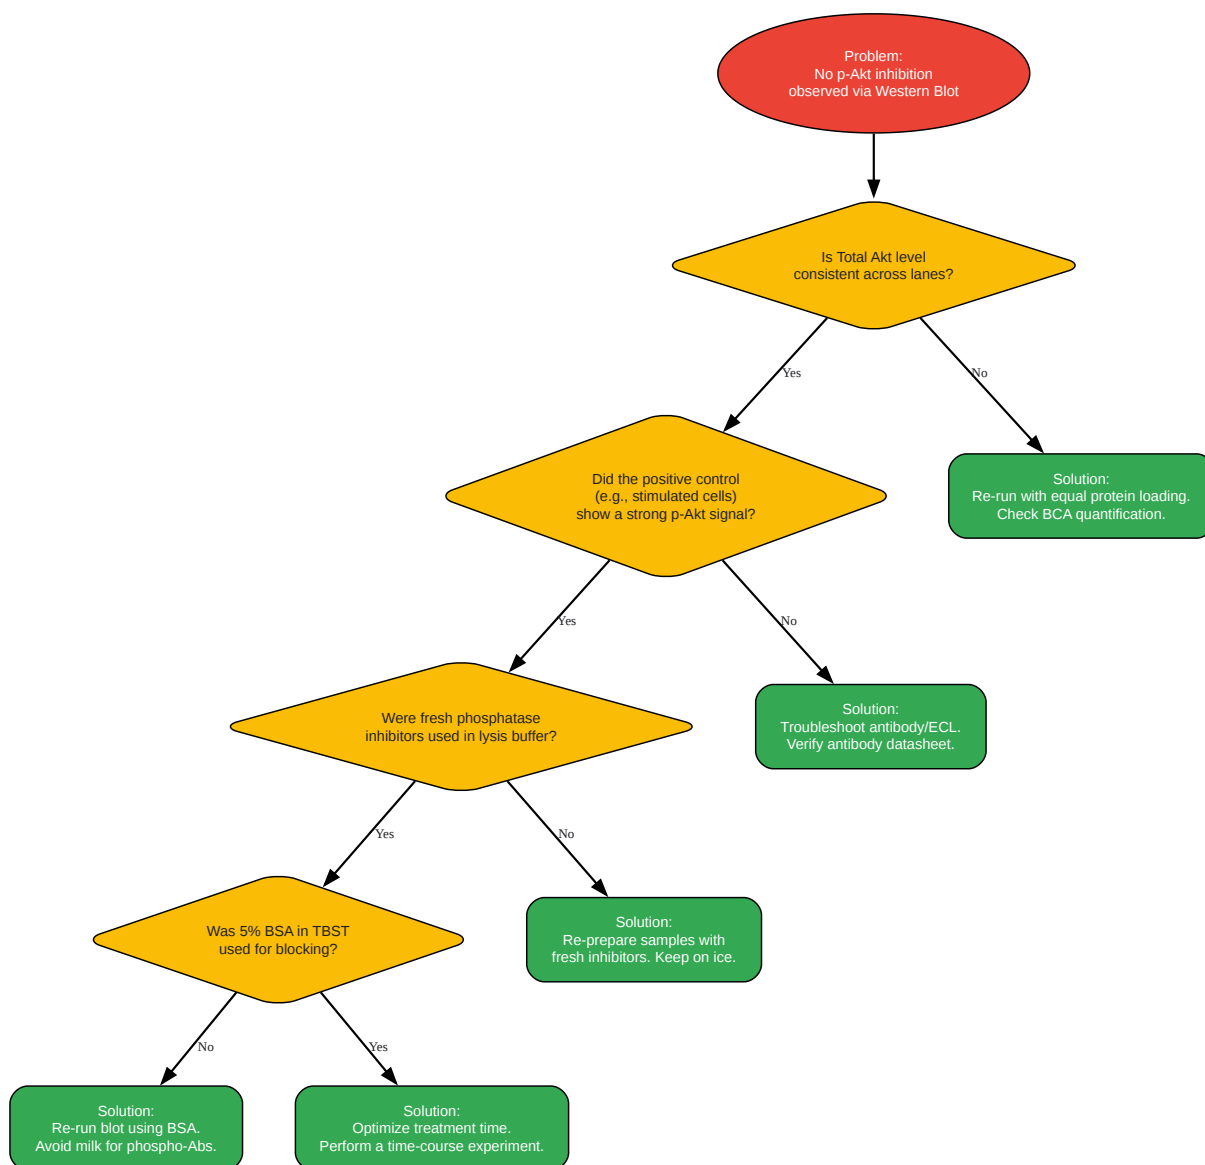 Problem:
No p-Akt inhibition
observed via Western Blot
Is Total Akt level
consistent across lanes?
Yes
No
Did the positive control
(e.g., stimulated cells)
show a strong p-Akt signal?
Solution:
Re-run with equal protein loading.
Check BCA quantification.
Yes
No
Were fresh phosphatase
inhibitors used in lysis buffer?
Solution:
Troubleshoot antibody/ECL.
Verify antibody datasheet.
Yes
No
Was 5% BSA in TBST
used for blocking?
Solution:
Re-prepare samples with
fresh inhibitors. Keep on ice.
No
Yes
Solution:
Re-run blot using BSA.
Avoid milk for phospho-Abs.
Solution:
Optimize treatment time.
Perform a time-course experiment.